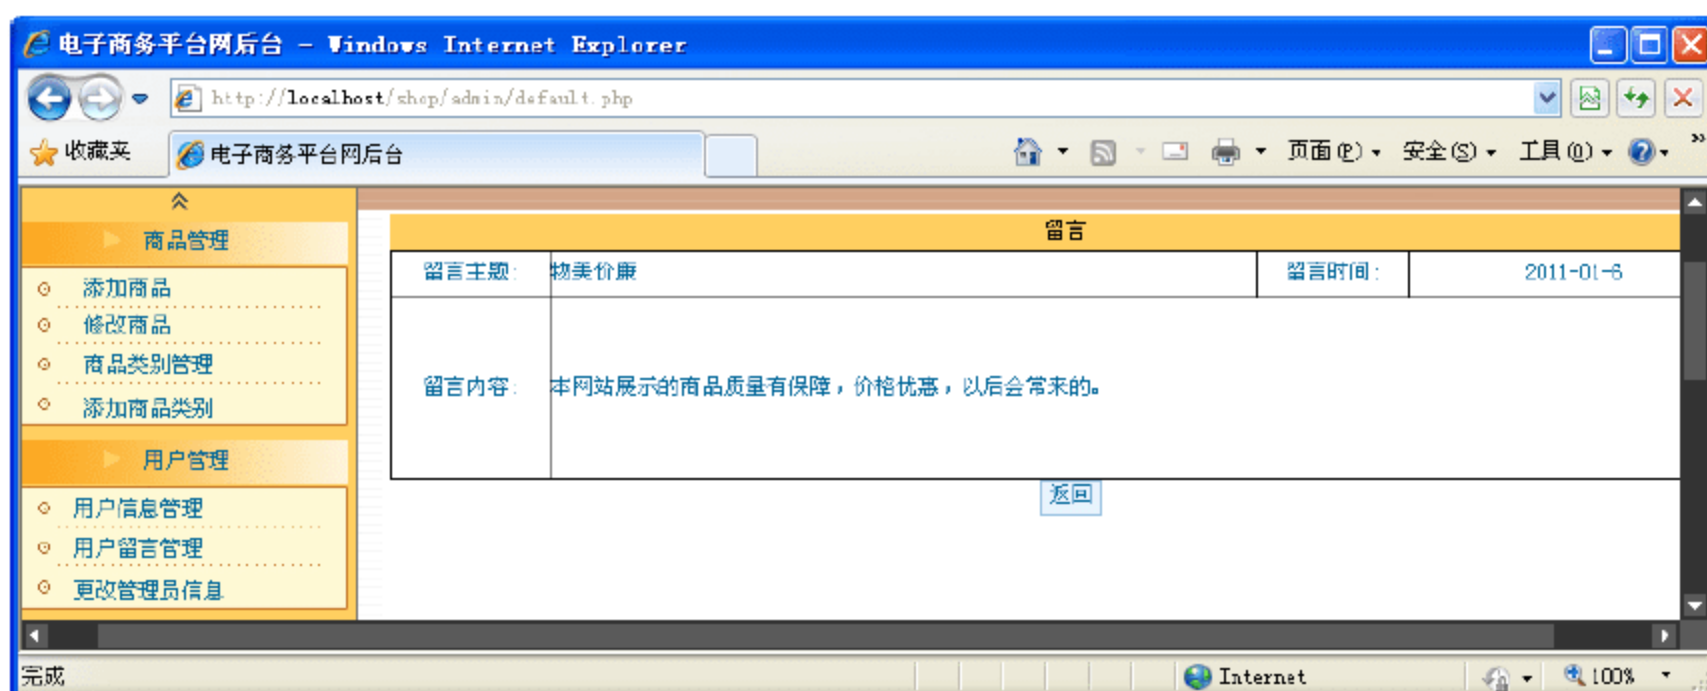 电子商务平台网后台 - Windows Internet Explorer
http://localhost/shop/admin/default.php
收藏夹
电子商务平台网后台
页面(P)
安全(S)
工具(O)
商品管理
添加商品
修改商品
商品类别管理
添加商品类别
用户管理
用户信息管理
用户留言管理
更改管理员信息
留言
留言主题: 物美价廉 留言时间: 2011-01-6
留言内容: 本网站展示的商品质量有保障，价格优惠，以后会常来的。
返回
完成 Internet 100%